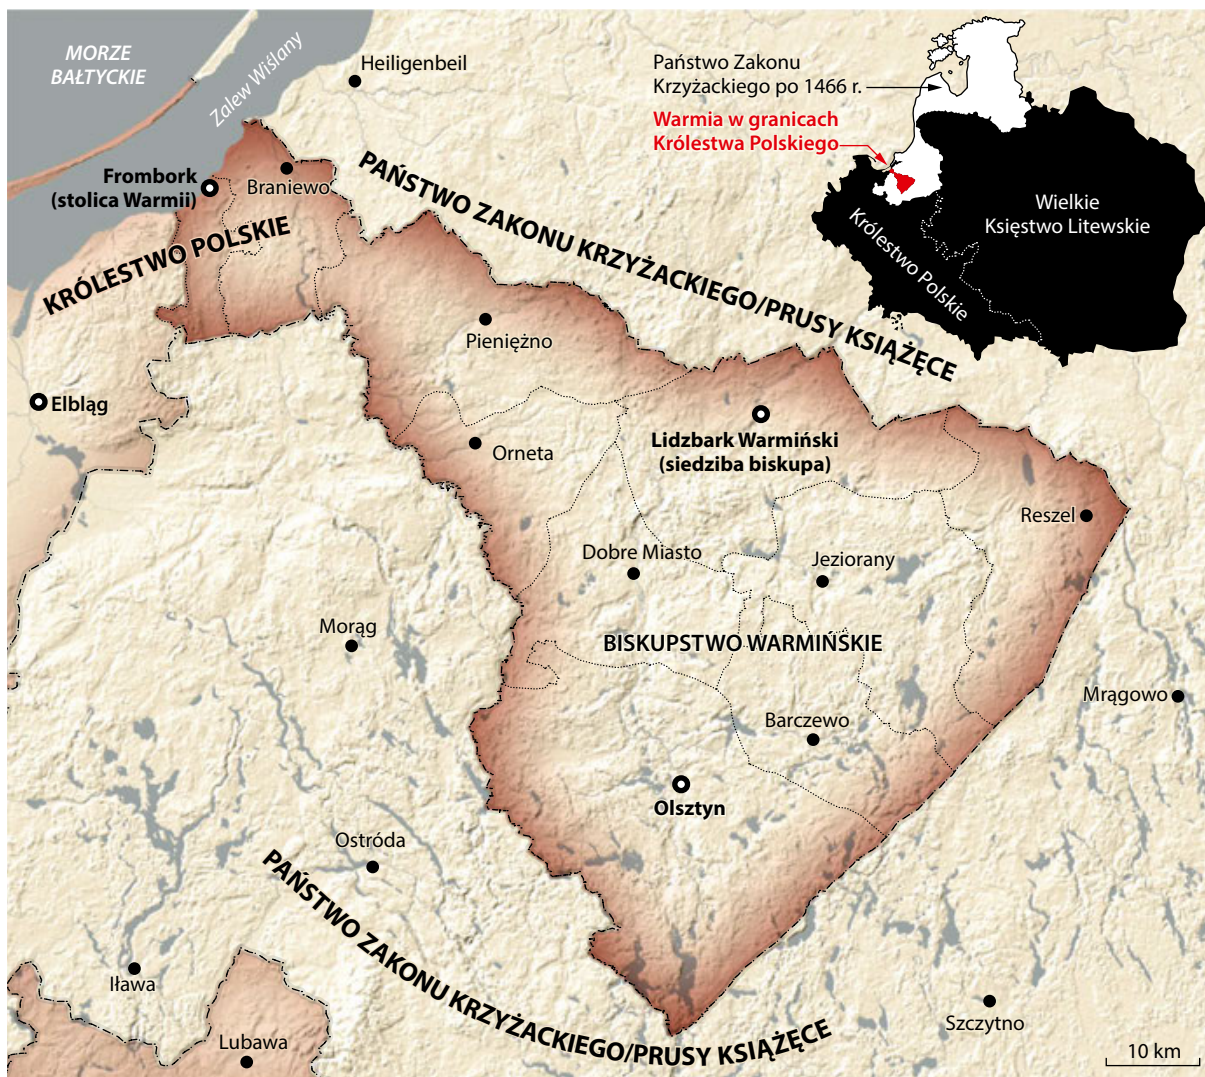 MORZE
BAŁTYCKIE
Zalew Wiślany
Heiligenbeil
Państwo Zakonu
Krzyżackiego po 1466 r.
Warmia w granicach
Królestwa Polskiego
Wielkie
Księstwo Litewskie
Królestwo Polskie
Frombork
(stolica Warmii)
Braniewo
KRÓLESTWO POLSKIE
PAŃSTWO ZAKONU KRZYŻACKIEGO/PRUSY KSIĄŻĘCE
Pieniężno
Elbląg
Orneta
Lidzbark Warmiński
(siedziba biskupa)
Reszel
Dobre Miasto
Jeziorany
Morąg
BISKUPSTWO WARMIŃSKIE
Mrągowo
Barczewo
Olsztyn
Ostróda
PAŃSTWO ZAKONU KRZYŻACKIEGO/PRUSY KSIĄŻĘCE
Iława
Szczytno
Lubawa
10 km